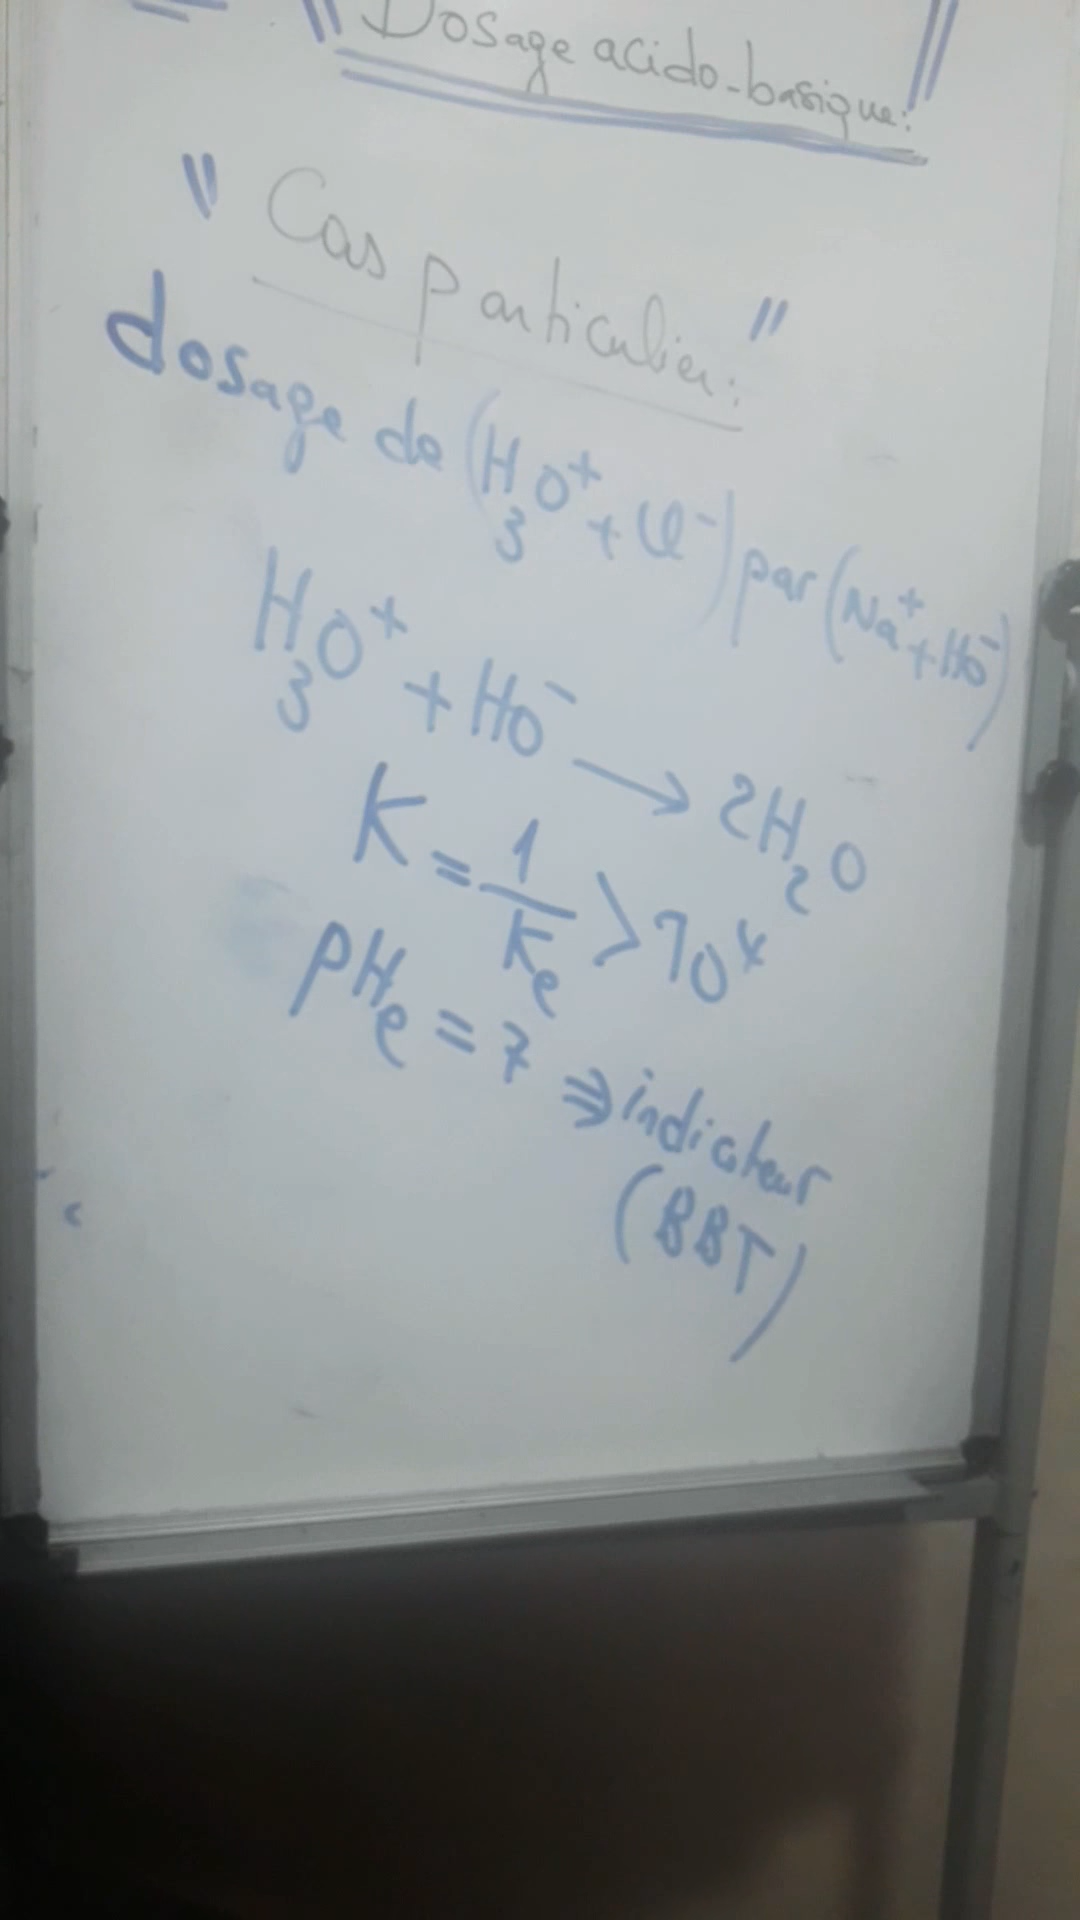 " Dosage acido-basique: "
" Cas particulier: "
dosage de (H₃O⁺ + Cl⁻) par (Na⁺ + HO⁻)
H₃O⁺ + HO⁻ → 2H₂O
K = 1/Ke > 10⁴
pHe = 7 ⇒ indicateur
(BBT)